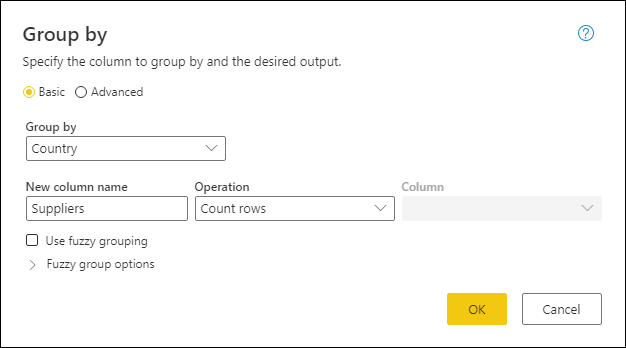 Group by
Specify the column to group by and the desired output.
Basic Advanced
Group by
Country
New column name Operation Column
Suppliers Count rows
Use fuzzy grouping
Fuzzy group options
OK Cancel